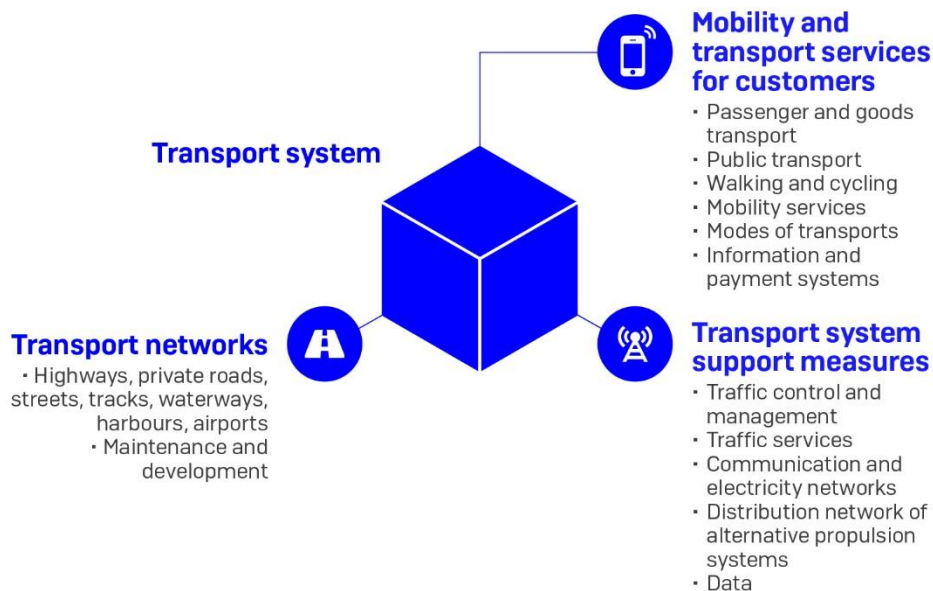 Transport system
Mobility and
transport services
for customers
· Passenger and goods
transport
· Public transport
· Walking and cycling
· Mobility services
· Modes of transports
· Information and
payment systems
Transport networks
· Highways, private roads,
streets, tracks, waterways,
harbours, airports
· Maintenance and
development
Transport system
support measures
· Traffic control and
management
· Traffic services
· Communication and
electricity networks
· Distribution network of
alternative propulsion
systems
· Data